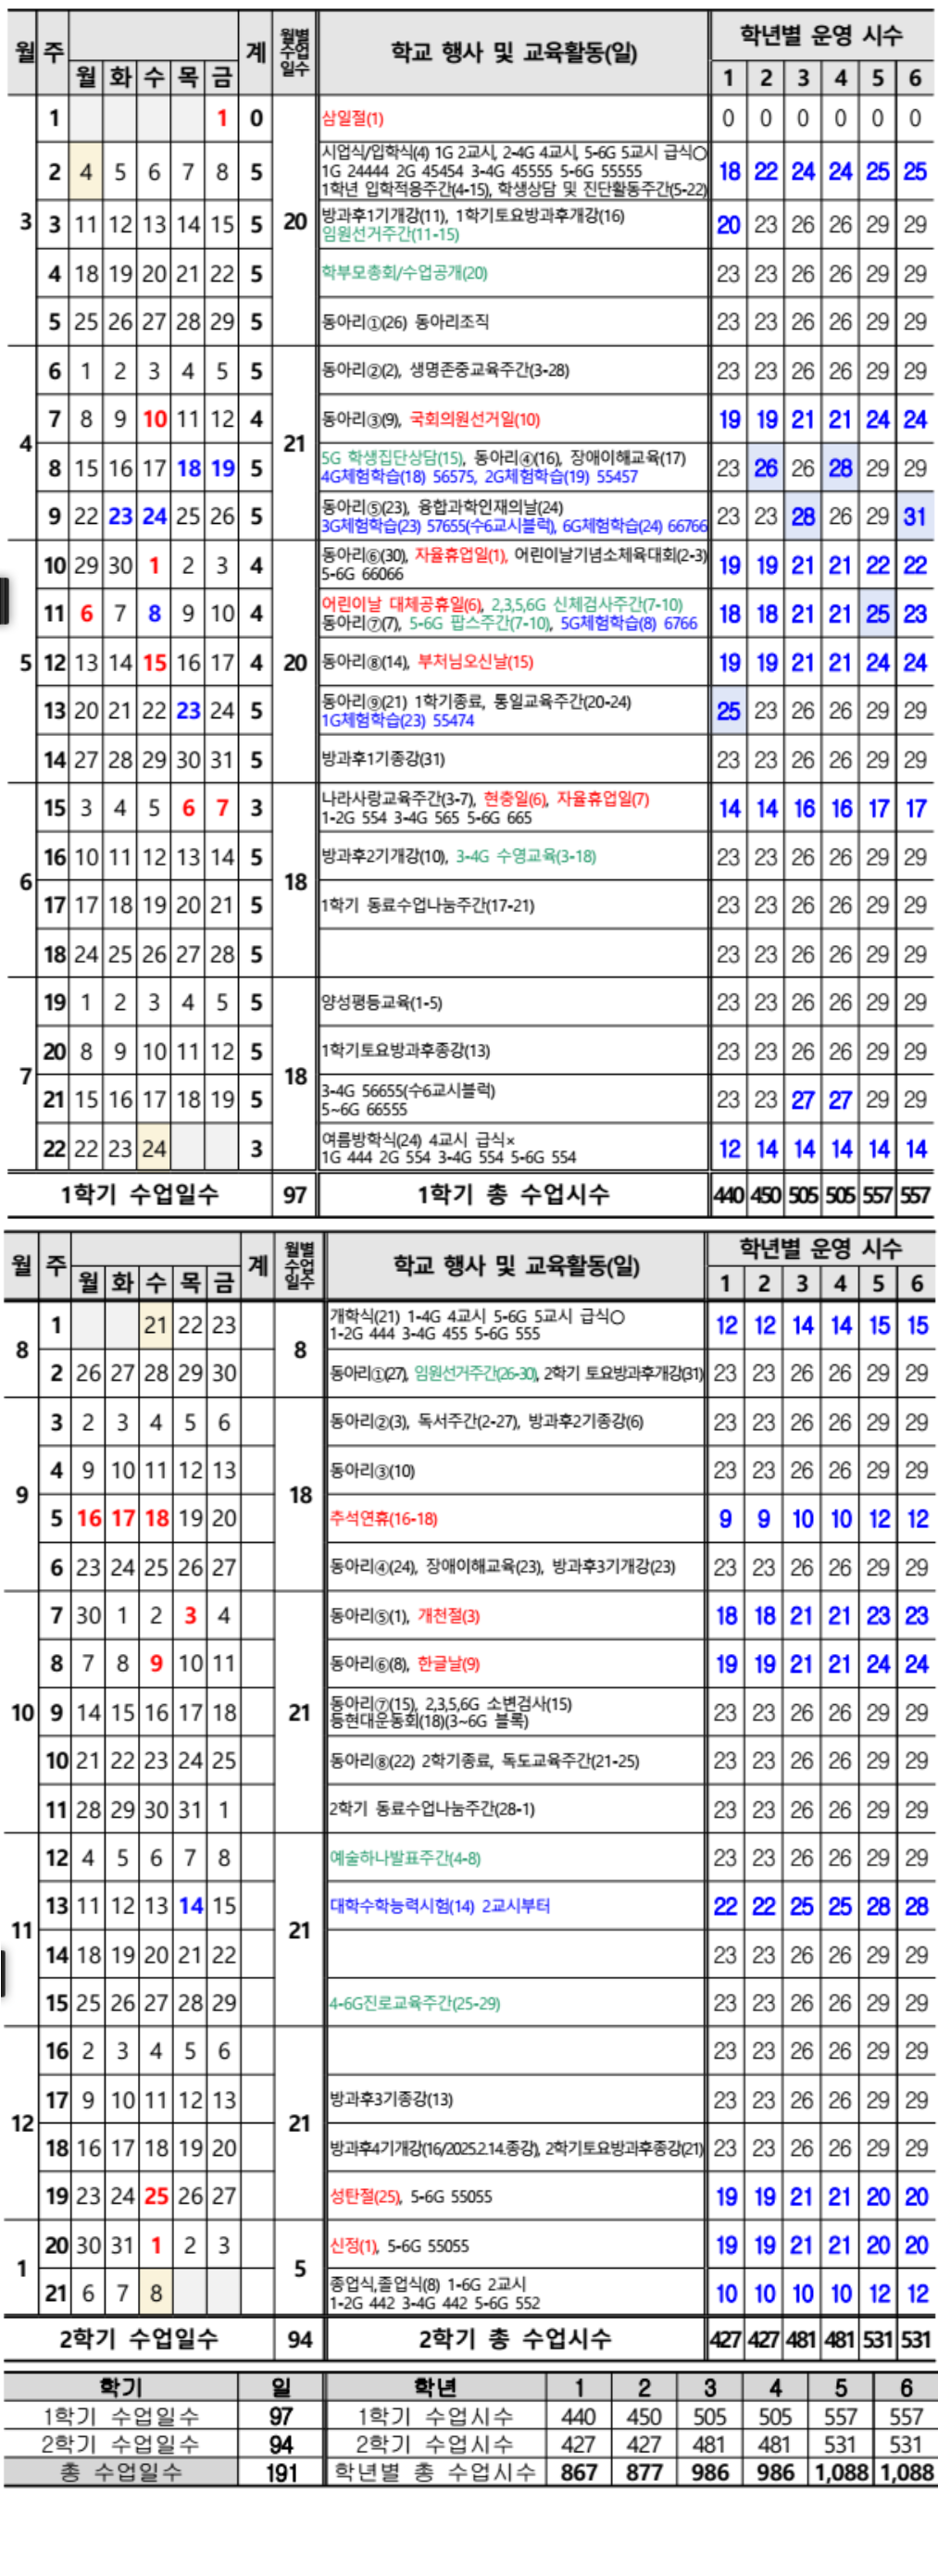 월 주 계 월별 수업 일수 학교 행사 및 교육활동(일) 학년별 운영 시수
월 화 수 목 금 1 2 3 4 5 6
1 1 0 삼일절(1) 0 0 0 0 0 0
시업식/입학식(4) 1G 2교시, 2-4G 4교시, 5-6G 5교시 급식○
2 4 5 6 7 8 5 1G 24444 2G 45454 3-4G 45555 5-6G 55555 18 22 24 24 25 25
1학년 입학적응주간(4-15), 학생상담 및 진단활동주간(5-22)
3 3 11 12 13 14 15 5 20 방과후1기개강(11), 1학기토요방과후개강(16) 20 23 26 26 29 29
임원선거주간(11-15)
4 18 19 20 21 22 5 학부모총회/수업공개(20) 23 23 26 26 29 29
5 25 26 27 28 29 5 동아리①(26) 동아리조직 23 23 26 26 29 29
6 1 2 3 4 5 5 동아리②(2), 생명존중교육주간(3-28) 23 23 26 26 29 29
4 7 8 9 10 11 12 4 21 동아리③(9), 국회의원선거일(10) 19 19 21 21 24 24
8 15 16 17 18 19 5 5G 학생집단상담(15), 동아리④(16), 장애이해교육(17) 23 26 26 28 29 29
4G체험학습(18) 56575, 2G체험학습(19) 55457
9 22 23 24 25 26 5 동아리⑤(23), 융합과학인재의날(24) 23 23 28 26 29 31
3G체험학습(23) 57655(수6교시블럭), 6G체험학습(24) 66766
10 29 30 1 2 3 4 동아리⑥(30), 자율휴업일(1), 어린이날기념소체육대회(2-3) 19 19 21 21 22 22
5-6G 66066
11 6 7 8 9 10 4 어린이날 대체공휴일(6), 2,3,5,6G 신체검사주간(7-10) 18 18 21 21 25 23
동아리⑦(7), 5-6G 팝스주간(7-10), 5G체험학습(8) 6766
5 12 13 14 15 16 17 4 20 동아리⑧(14), 부처님오신날(15) 19 19 21 21 24 24
13 20 21 22 23 24 5 동아리⑨(21) 1학기종료, 통일교육주간(20-24) 25 23 26 26 29 29
1G체험학습(23) 55474
14 27 28 29 30 31 5 방과후1기종강(31) 23 23 26 26 29 29
15 3 4 5 6 7 3 나라사랑교육주간(3-7), 현충일(6), 자율휴업일(7) 14 14 16 16 17 17
1-2G 554 3-4G 565 5-6G 665
6 16 10 11 12 13 14 5 18 방과후2기개강(10), 3-4G 수영교육(3-18) 23 23 26 26 29 29
17 17 18 19 20 21 5 1학기 동료수업나눔주간(17-21) 23 23 26 26 29 29
18 24 25 26 27 28 5 23 23 26 26 29 29
19 1 2 3 4 5 5 양성평등교육(1-5) 23 23 26 26 29 29
7 20 8 9 10 11 12 5 18 1학기토요방과후종강(13) 23 23 26 26 29 29
21 15 16 17 18 19 5 3-4G 56655(수6교시블럭) 23 23 27 27 29 29
5~6G 66555
22 22 23 24 3 여름방학식(24) 4교시 급식× 12 14 14 14 14 14
1G 444 2G 554 3-4G 554 5-6G 554
1학기 수업일수 97 1학기 총 수업시수 440 450 505 505 557 557
월 주 계 월별 수업 일수 학교 행사 및 교육활동(일) 학년별 운영 시수
월 화 수 목 금 1 2 3 4 5 6
8 1 21 22 23 8 개학식(21) 1-4G 4교시 5-6G 5교시 급식○ 12 12 14 14 15 15
1-2G 444 3-4G 455 5-6G 555
2 26 27 28 29 30 동아리①(27), 임원선거주간(26-30), 2학기 토요방과후개강(31) 23 23 26 26 29 29
3 2 3 4 5 6 동아리②(3), 독서주간(2-27), 방과후2기종강(6) 23 23 26 26 29 29
9 4 9 10 11 12 13 18 동아리③(10) 23 23 26 26 29 29
5 16 17 18 19 20 추석연휴(16-18) 9 9 10 10 12 12
6 23 24 25 26 27 동아리④(24), 장애이해교육(23), 방과후3기개강(23) 23 23 26 26 29 29
7 30 1 2 3 4 동아리⑤(1), 개천절(3) 18 18 21 21 23 23
8 7 8 9 10 11 동아리⑥(8), 한글날(9) 19 19 21 21 24 24
10 9 14 15 16 17 18 21 동아리⑦(15), 2,3,5,6G 소변검사(15) 23 23 26 26 29 29
등현대운동회(18)(3~6G 블록)
10 21 22 23 24 25 동아리⑧(22) 2학기종료, 독도교육주간(21-25) 23 23 26 26 29 29
11 28 29 30 31 1 2학기 동료수업나눔주간(28-1) 23 23 26 26 29 29
12 4 5 6 7 8 예술하나발표주간(4-8) 23 23 26 26 29 29
11 13 11 12 13 14 15 21 대학수학능력시험(14) 2교시부터 22 22 25 25 28 28
14 18 19 20 21 22 23 23 26 26 29 29
15 25 26 27 28 29 4-6G진로교육주간(25-29) 23 23 26 26 29 29
16 2 3 4 5 6 23 23 26 26 29 29
12 17 9 10 11 12 13 21 방과후3기종강(13) 23 23 26 26 29 29
18 16 17 18 19 20 방과후4기개강(16/2025.2.14.종강), 2학기토요방과후종강(21) 23 23 26 26 29 29
19 23 24 25 26 27 성탄절(25), 5-6G 55055 19 19 21 21 20 20
1 20 30 31 1 2 3 5 신정(1), 5-6G 55055 19 19 21 21 20 20
21 6 7 8 종업식,졸업식(8) 1-6G 2교시 10 10 10 10 12 12
1-2G 442 3-4G 442 5-6G 552
2학기 수업일수 94 2학기 총 수업시수 427 427 481 481 531 531
학기 일 학년 1 2 3 4 5 6
1학기 수업일수 97 1학기 수업시수 440 450 505 505 557 557
2학기 수업일수 94 2학기 수업시수 427 427 481 481 531 531
총 수업일수 191 학년별 총 수업시수 867 877 986 986 1,088 1,088